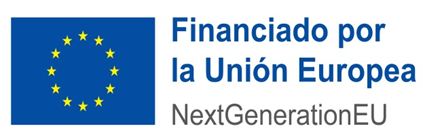 Financiado por
la Unión Europea
NextGenerationEU